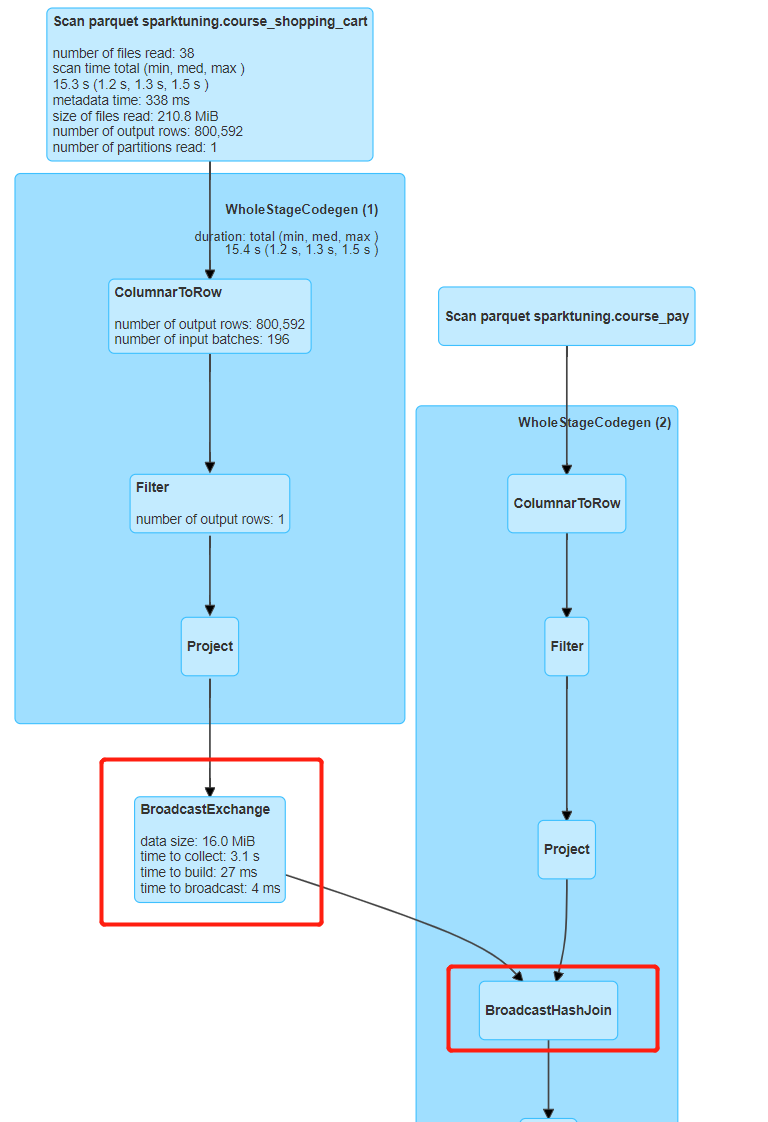 Scan parquet sparktuning.course_shopping_cart
number of files read: 38
scan time total (min, med, max )
15.3 s (1.2 s, 1.3 s, 1.5 s )
metadata time: 338 ms
size of files read: 210.8 MiB
number of output rows: 800,592
number of partitions read: 1
WholeStageCodegen (1)
duration: total (min, med, max )
15.4 s (1.2 s, 1.3 s, 1.5 s )
ColumnarToRow
number of output rows: 800,592
number of input batches: 196
Filter
number of output rows: 1
Project
BroadcastExchange
data size: 16.0 MiB
time to collect: 3.1 s
time to build: 27 ms
time to broadcast: 4 ms
Scan parquet sparktuning.course_pay
WholeStageCodegen (2)
ColumnarToRow
Filter
Project
BroadcastHashJoin